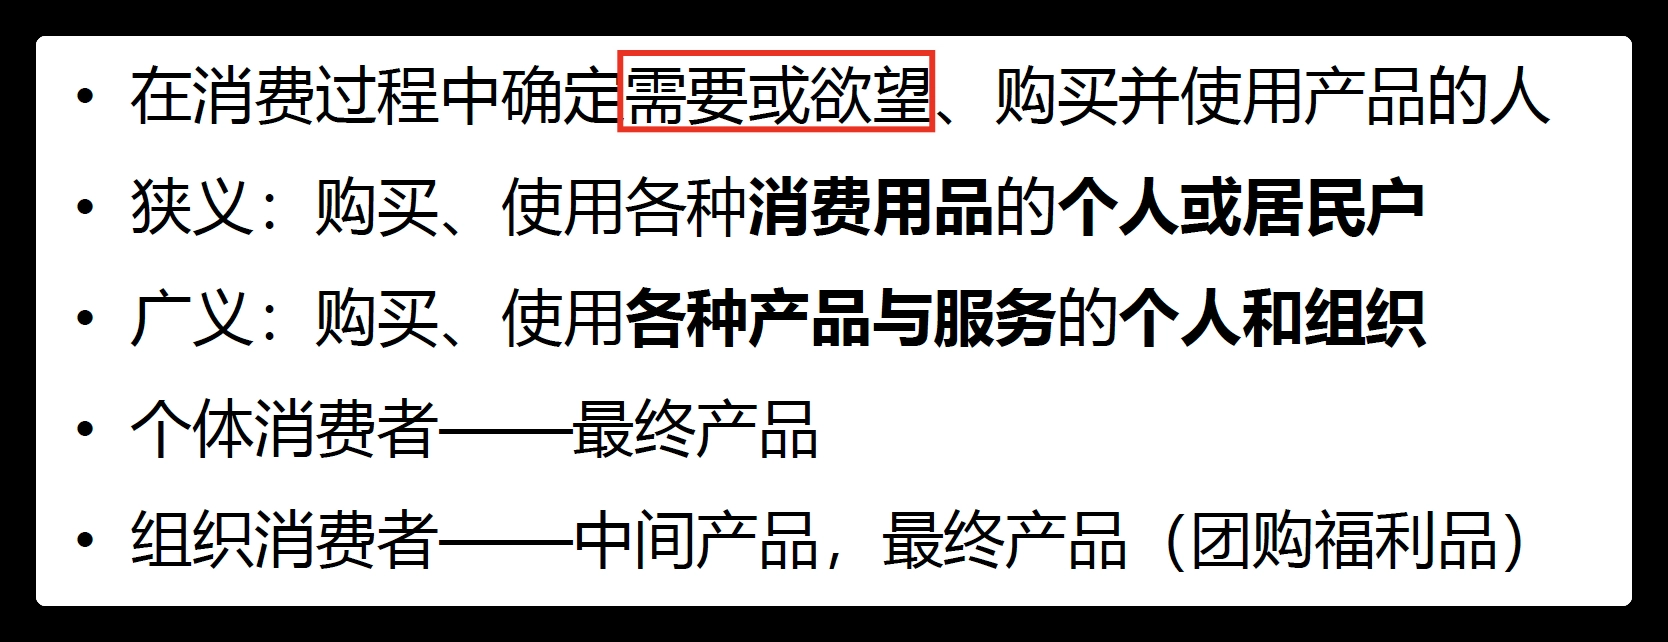 • 在消费过程中确定需要或欲望、购买并使用产品的人
• 狭义：购买、使用各种消费用品的个人或居民户
• 广义：购买、使用各种产品与服务的个人和组织
• 个体消费者——最终产品
• 组织消费者——中间产品，最终产品（团购福利品）